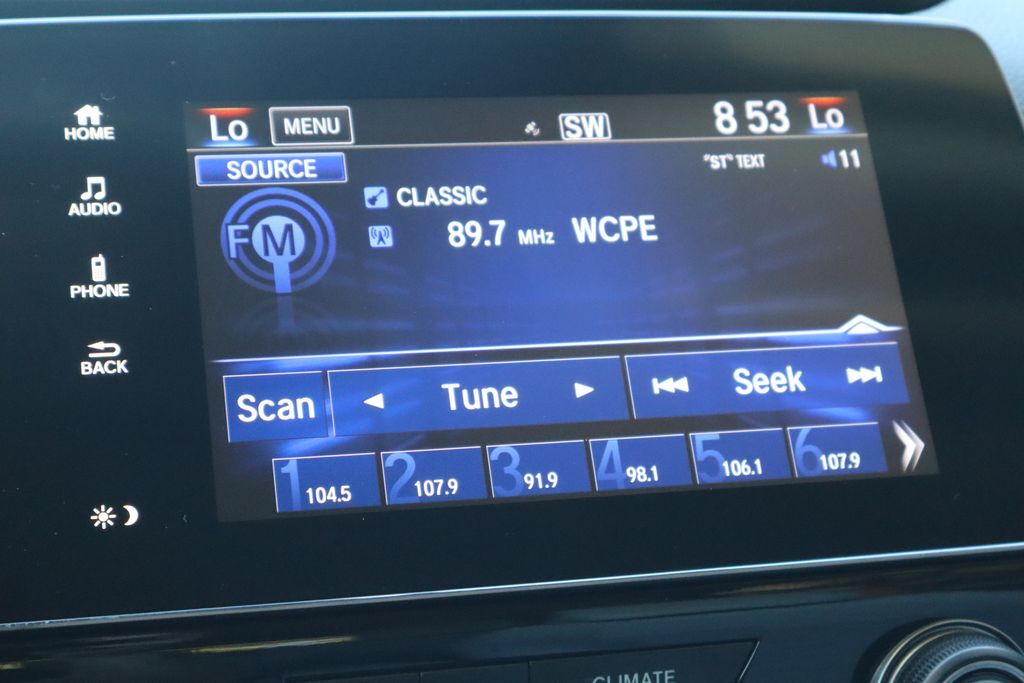 HOME
AUDIO
PHONE
BACK
Lo MENU SW 8 53 Lo
SOURCE "ST" TEXT 11
FM
CLASSIC
89.7 MHz WCPE
Scan Tune Seek
1 104.5 2 107.9 3 91.9 4 98.1 5 106.1 6 107.9
CLIMATE